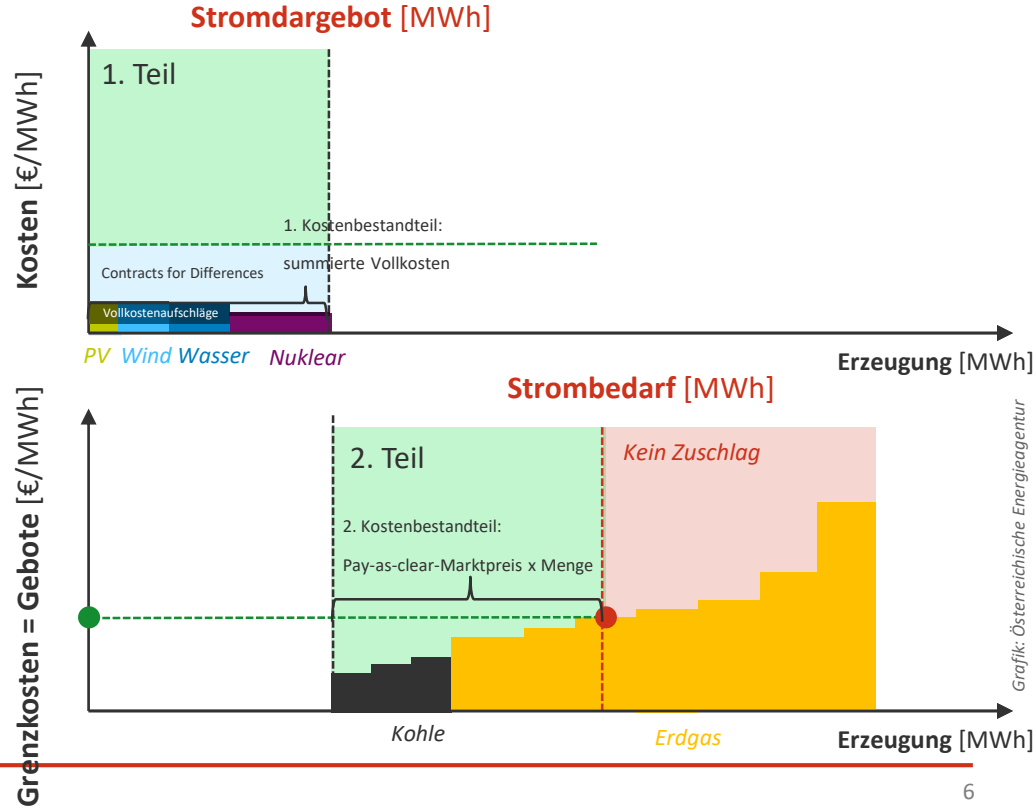 Stromdargebot [MWh]
Kosten [€/MWh]
1. Teil
1. Kostenbestandteil:
summierte Vollkosten
Contracts for Differences
Vollkostenaufschläge
PV Wind Wasser Nuklear
Erzeugung [MWh]
Strombedarf [MWh]
Grenzkosten = Gebote [€/MWh]
2. Teil
Kein Zuschlag
2. Kostenbestandteil:
Pay-as-clear-Marktpreis x Menge
Kohle
Erdgas
Erzeugung [MWh]
Grafik: Österreichische Energieagentur
6